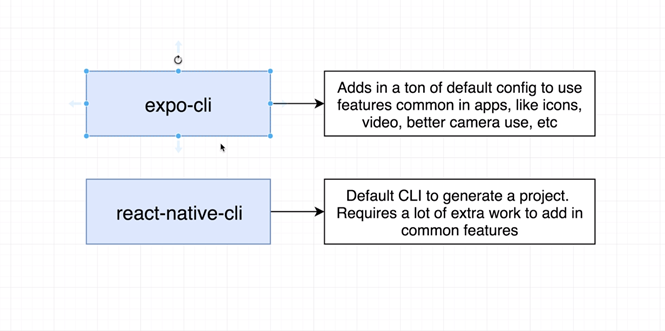 expo-cli
Adds in a ton of default config to use
features common in apps, like icons,
video, better camera use, etc
react-native-cli
Default CLI to generate a project.
Requires a lot of extra work to add in
common features